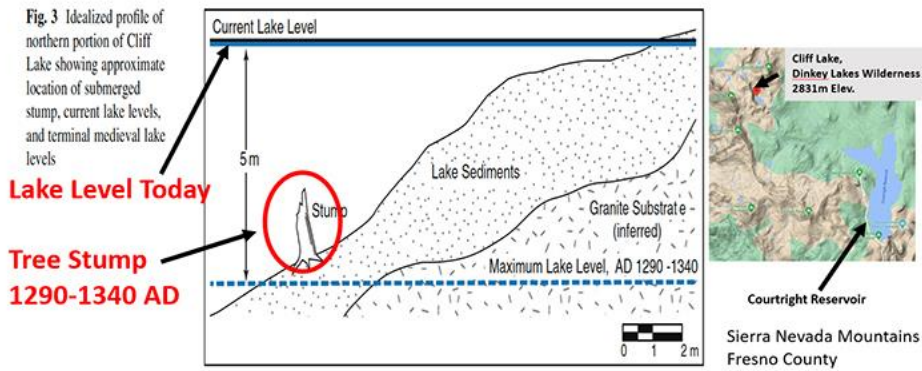 Fig. 3 Idealized profile of
northern portion of Cliff
Lake showing approximate
location of submerged
stump, current lake levels,
and terminal medieval lake
levels
Lake Level Today
Tree Stump
1290-1340 AD
Current Lake Level
5 m
Stump
Lake Sediments
Granite Substrat e
(inferred)
Maximum Lake Level, AD 1290 -1340
0 1 2 m
Cliff Lake,
Dinkey Lakes Wilderness
2831m Elev.
Courtright Reservoir
Sierra Nevada Mountains
Fresno County